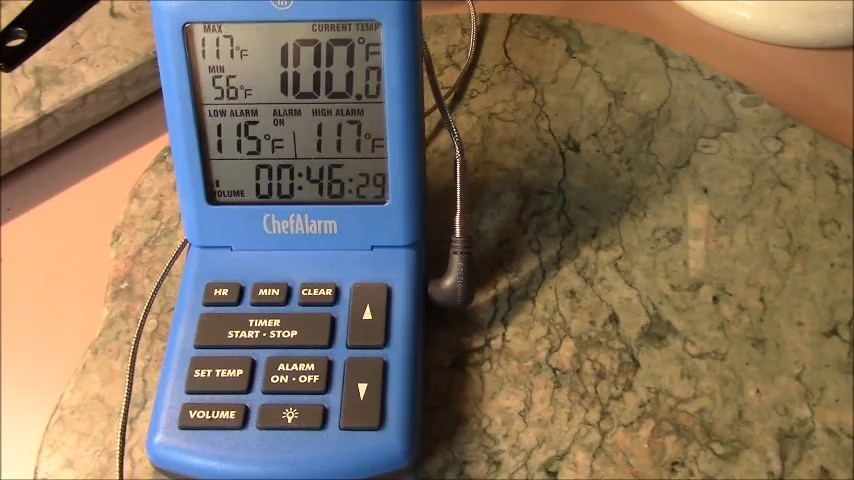 MAX CURRENT TEMP
117°F 100.0°F
MIN
56°F
LOW ALARM ALARM ON HIGH ALARM
115°F 117°F
VOLUME 00:46:29
ChefAlarm
HR MIN CLEAR
TIMER
START • STOP
SET TEMP ALARM
ON • OFF
VOLUME